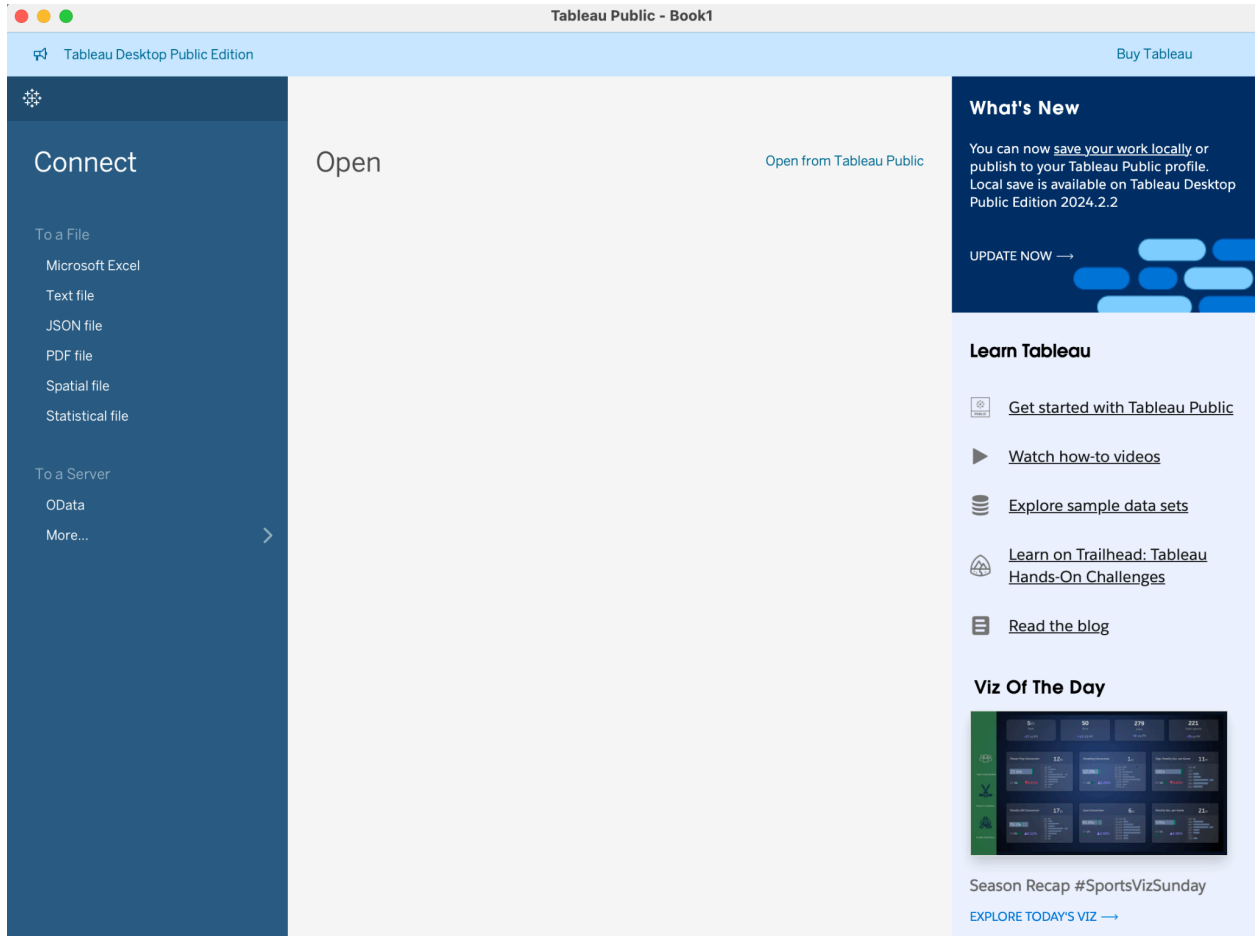 Tableau Public - Book1
Tableau Desktop Public Edition
Buy Tableau
Connect
To a File
Microsoft Excel
Text file
JSON file
PDF file
Spatial file
Statistical file
To a Server
OData
More...
Open
Open from Tableau Public
What's New
You can now save your work locally or
publish to your Tableau Public profile.
Local save is available on Tableau Desktop
Public Edition 2024.2.2
UPDATE NOW →
Learn Tableau
Get started with Tableau Public
Watch how-to videos
Explore sample data sets
Learn on Trailhead: Tableau
Hands-On Challenges
Read the blog
Viz Of The Day
50
279
221
Season Recap #SportsVizSunday
EXPLORE TODAY'S VIZ →